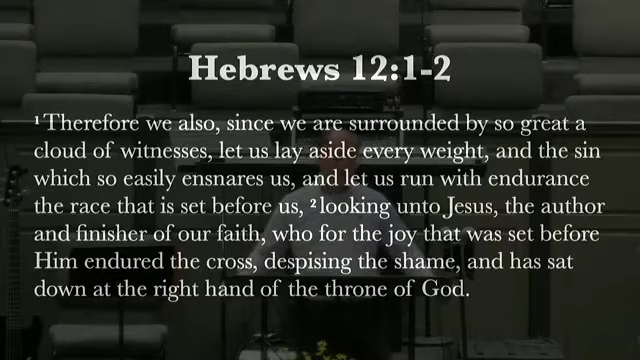 Hebrews 12:1-2
¹ Therefore we also, since we are surrounded by so great a
cloud of witnesses, let us lay aside every weight, and the sin
which so easily ensnares us, and let us run with endurance
the race that is set before us, ² looking unto Jesus, the author
and finisher of our faith, who for the joy that was set before
Him endured the cross, despising the shame, and has sat
down at the right hand of the throne of God.